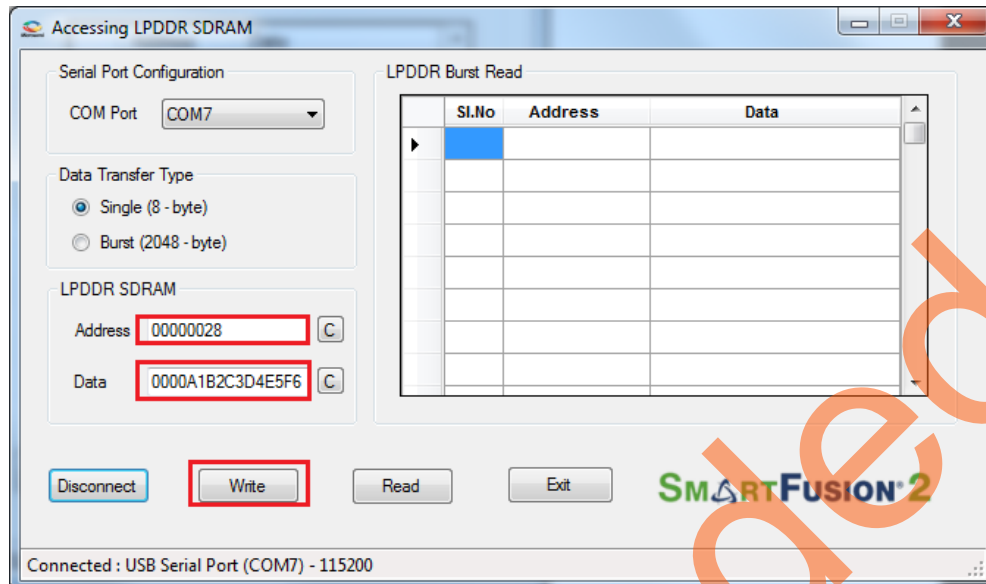 Accessing LPDDR SDRAM
Serial Port Configuration
COM Port COM7
Data Transfer Type
Single (8 - byte)
Burst (2048 - byte)
LPDDR SDRAM
Address 00000028 C
Data 0000A1B2C3D4E5F6 C
LPDDR Burst Read
Sl.No Address Data
Disconnect Write Read Exit
SMARTFUSION 2
Connected : USB Serial Port (COM7) - 115200
ded